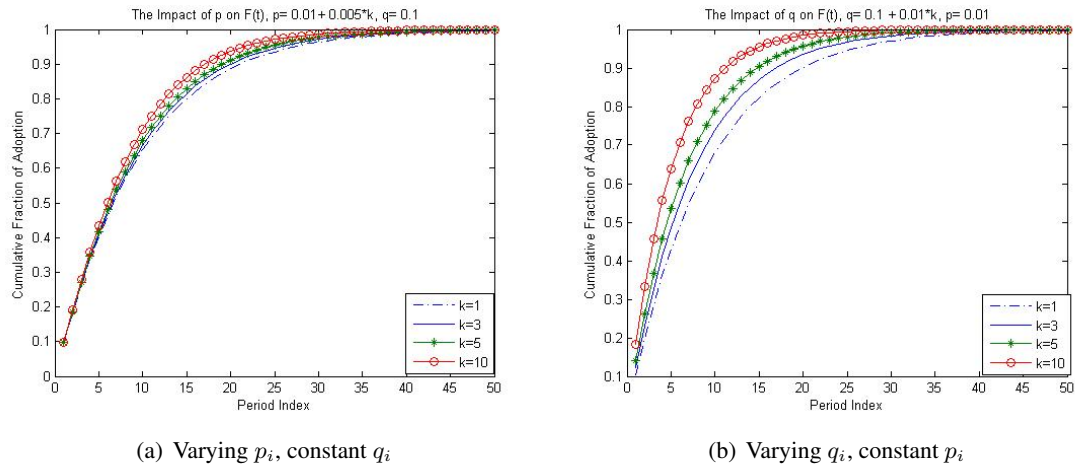 The Impact of p on F(t), p= 0.01+ 0.005*k, q= 0.1
Cumulative Fraction of Adoption
1
0.9
0.8
0.7
0.6
0.5
0.4
0.3
0.2
0.1
0
0 5 10 15 20 25 30 35 40 45 50
Period Index
k=1
k=3
k=5
k=10
(a) Varying p_i, constant q_i
The Impact of q on F(t), q= 0.1 + 0.01*k, p= 0.01
Cumulative Fraction of Adoption
1
0.9
0.8
0.7
0.6
0.5
0.4
0.3
0.2
0.1
0 5 10 15 20 25 30 35 40 45 50
Period Index
k=1
k=3
k=5
k=10
(b) Varying q_i, constant p_i